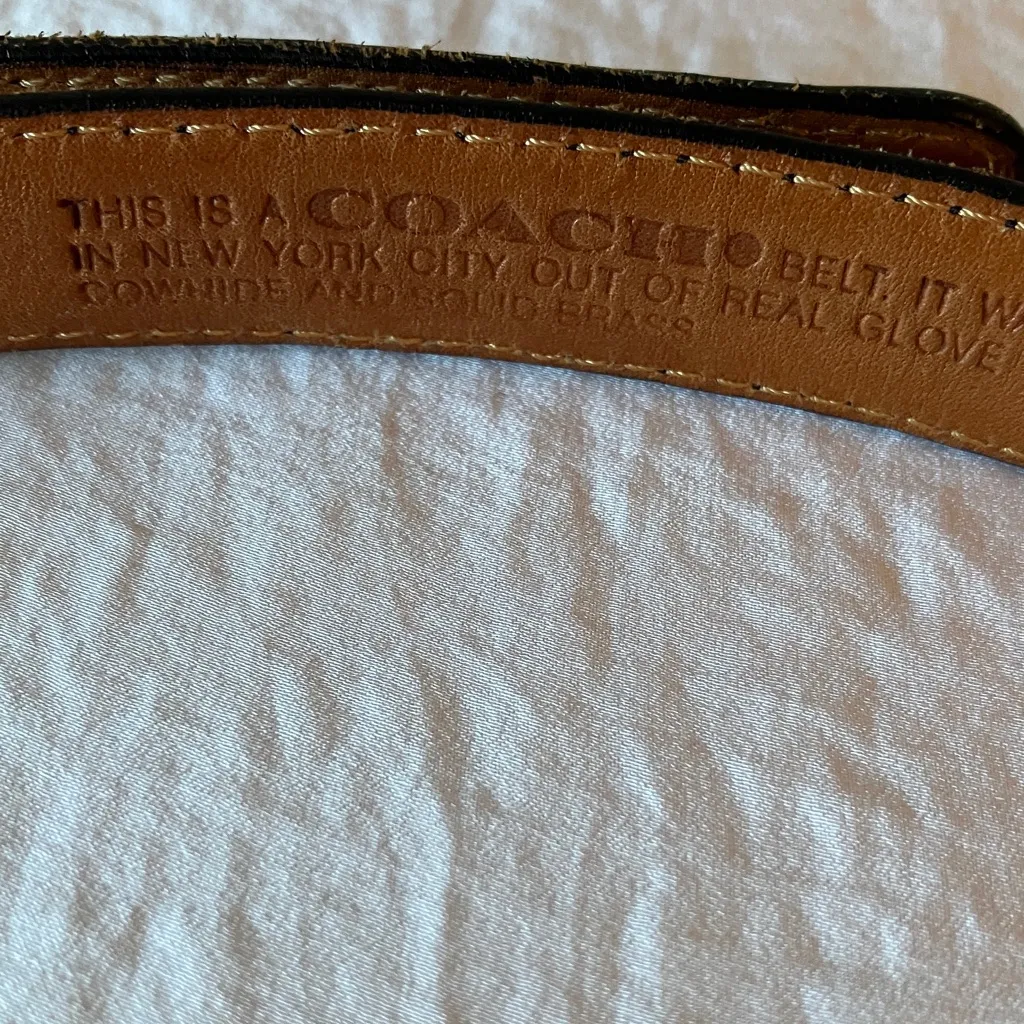 THIS IS A COACH® BELT. IT WA
IN NEW YORK CITY OUT OF REAL GLOVE
COWHIDE AND SOLID BRASS